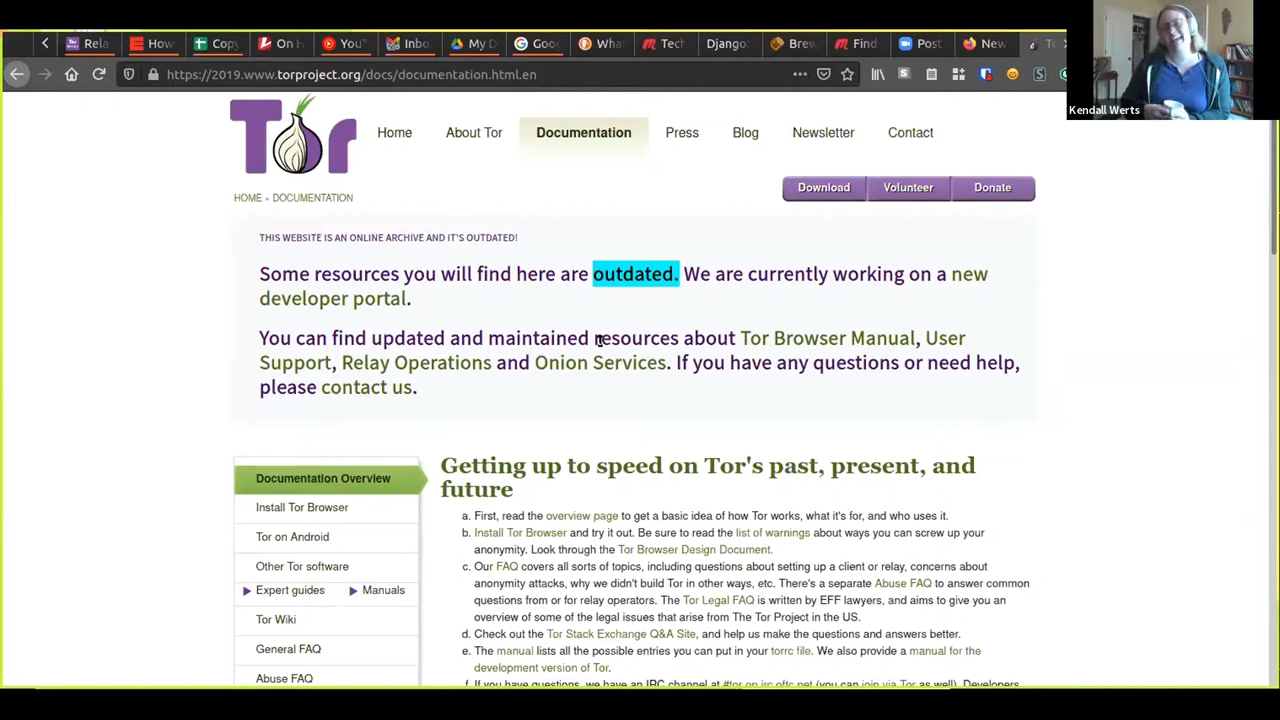 Rela
How
Copy
On H
YouT
Inbo
My D
Goo
Wha
Tech
Django
Brew
Find
Post
New
https://2019.www.torproject.org/docs/documentation.html.en
Kendall Werts
Tor
Home
About Tor
Documentation
Press
Blog
Newsletter
Contact
HOME » DOCUMENTATION
Download
Volunteer
Donate
THIS WEBSITE IS AN ONLINE ARCHIVE AND IT'S OUTDATED!
Some resources you will find here are outdated. We are currently working on a new
developer portal.
You can find updated and maintained resources about Tor Browser Manual, User
Support, Relay Operations and Onion Services. If you have any questions or need help,
please contact us.
Documentation Overview
Install Tor Browser
Tor on Android
Other Tor software
Expert guides
Manuals
Tor Wiki
General FAQ
Abuse FAQ
Getting up to speed on Tor's past, present, and
future
a. First, read the overview page to get a basic idea of how Tor works, what it's for, and who uses it.
b. Install Tor Browser and try it out. Be sure to read the list of warnings about ways you can screw up your
anonymity. Look through the Tor Browser Design Document.
c. Our FAQ covers all sorts of topics, including questions about setting up a client or relay, concerns about
anonymity attacks, why we didn't build Tor in other ways, etc. There's a separate Abuse FAQ to answer common
questions from or for relay operators. The Tor Legal FAQ is written by EFF lawyers, and aims to give you an
overview of some of the legal issues that arise from The Tor Project in the US.
d. Check out the Tor Stack Exchange Q&A Site, and help us make the questions and answers better.
e. The manual lists all the possible entries you can put in your torrc file. We also provide a manual for the
development version of Tor.
f. If you have questions, we have an IRC channel at #tor on irc.oftc.net (you can join via Tor as well). Developers